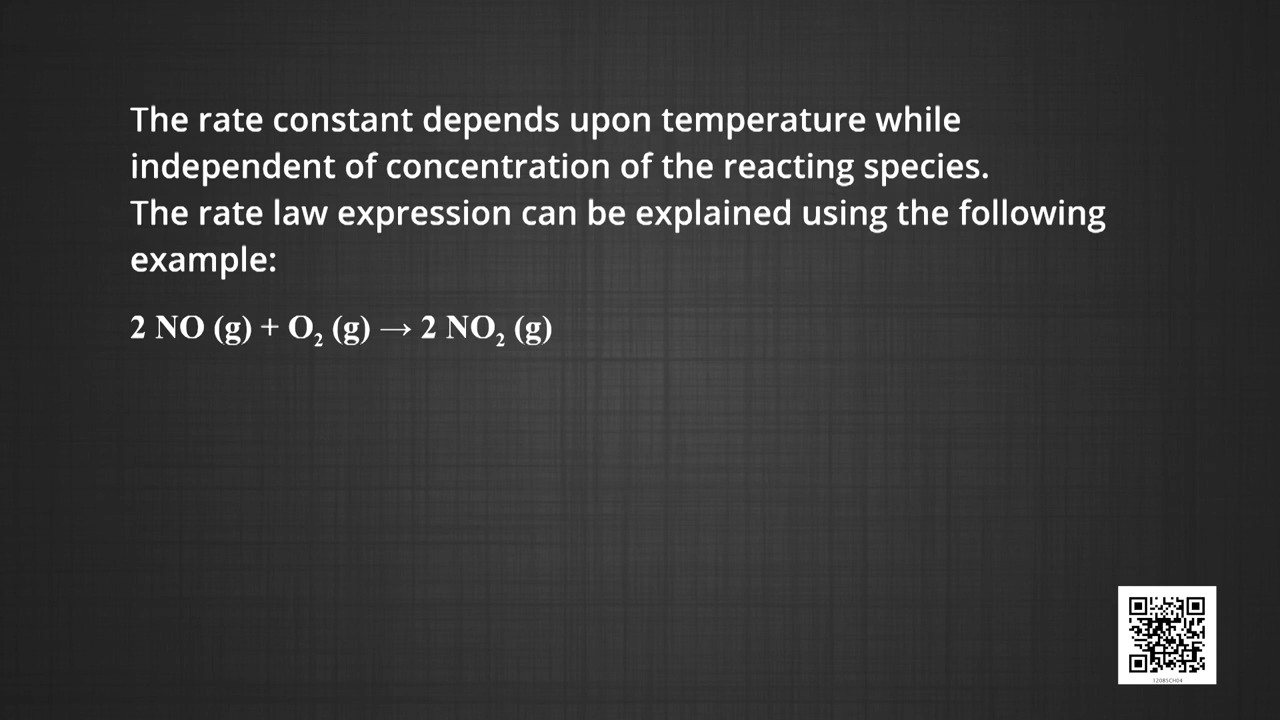 The rate constant depends upon temperature while
independent of concentration of the reacting species.
The rate law expression can be explained using the following
example:
2 NO (g) + O₂ (g) → 2 NO₂ (g)
12085CH04